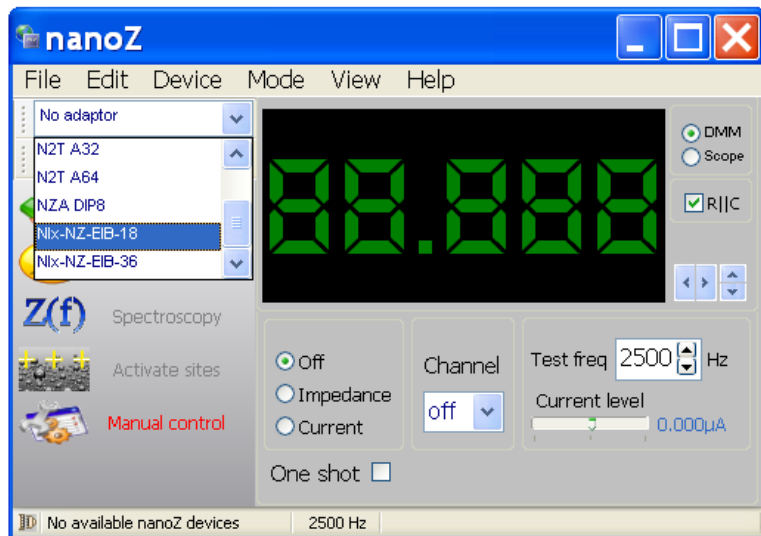 nanoZ
File Edit Device Mode View Help
No adaptor
N2T A32
N2T A64
NZA DIP8
Nlx-NZ-EIB-18
Nlx-NZ-EIB-36
88.888
DMM
Scope
R||C
Z(f) Spectroscopy
Activate sites
Manual control
Off
Impedance
Current
Channel
off
Test freq 2500 Hz
Current level
0.000µA
One shot
No available nanoZ devices 2500 Hz